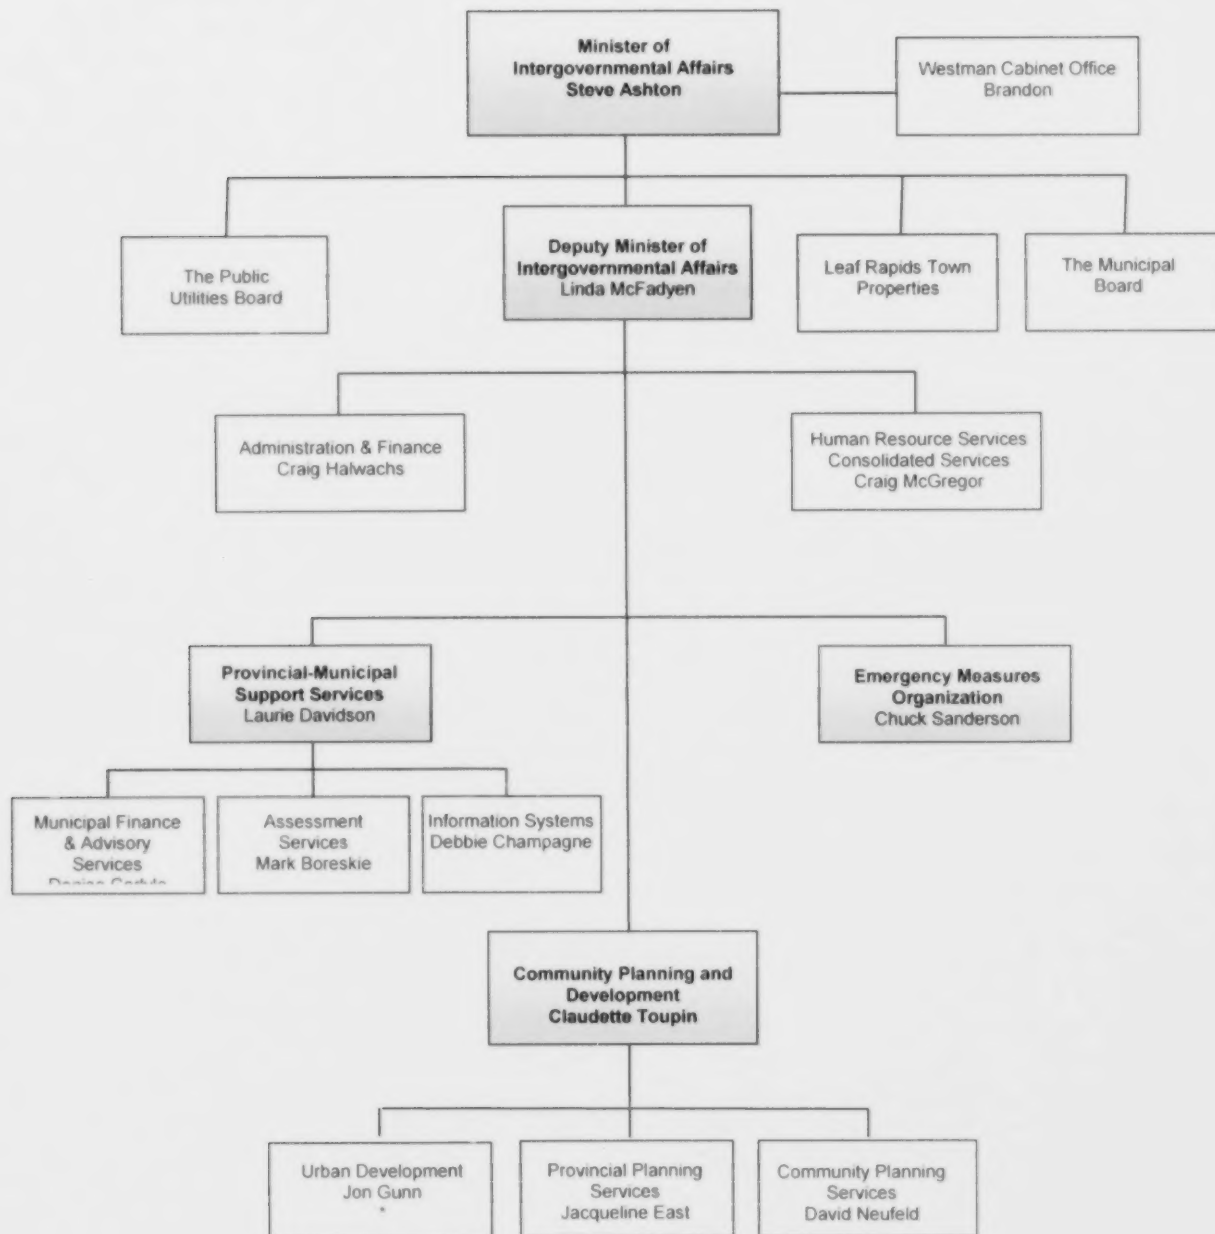 Minister of
Intergovernmental Affairs
Steve Ashton
Westman Cabinet Office
Brandon
The Public
Utilities Board
Deputy Minister of
Intergovernmental Affairs
Linda McFadyen
Leaf Rapids Town
Properties
The Municipal
Board
Administration & Finance
Craig Halwachs
Human Resource Services
Consolidated Services
Craig McGregor
Provincial-Municipal
Support Services
Laurie Davidson
Emergency Measures
Organization
Chuck Sanderson
Municipal Finance
& Advisory
Services
Assessment
Services
Mark Boreskie
Information Systems
Debbie Champagne
Community Planning and
Development
Claudette Toupin
Urban Development
Jon Gunn
*
Provincial Planning
Services
Jacqueline East
Community Planning
Services
David Neufeld